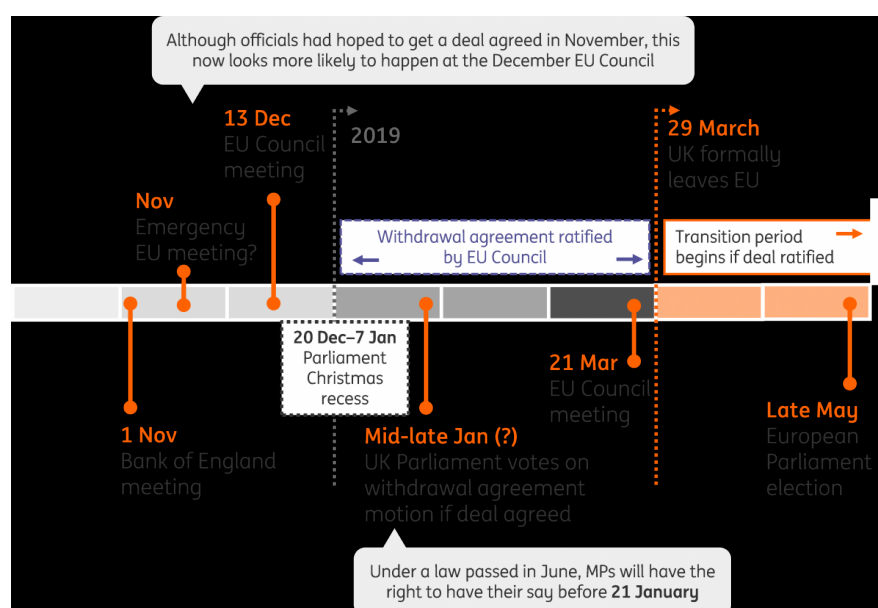 Although officials had hoped to get a deal agreed in November, this
now looks more likely to happen at the December EU Council
13 Dec
EU Council
meeting
2019
29 March
UK formally
leaves EU
Nov
Emergency
EU meeting?
Withdrawal agreement ratified
by EU Council
Transition period
begins if deal ratified
20 Dec–7 Jan
Parliament
Christmas
recess
21 Mar
EU Council
meeting
1 Nov
Bank of England
meeting
Mid-late Jan (?)
UK Parliament votes on
withdrawal agreement
motion if deal agreed
Late May
European
Parliament
election
Under a law passed in June, MPs will have the
right to have their say before 21 January